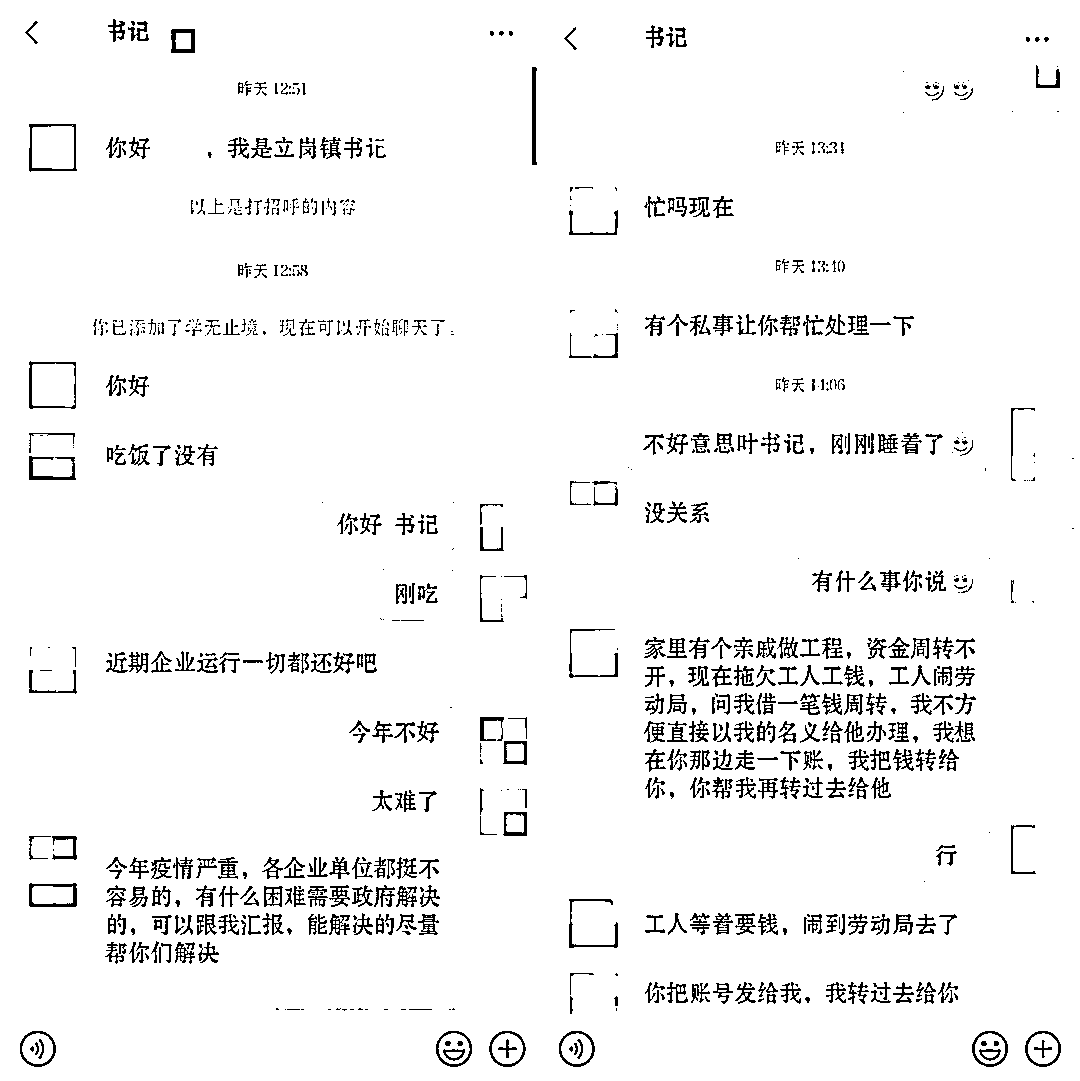 书记
昨天 12:51
你好 ，我是立岗镇书记
以上是打招呼的内容
昨天 12:58
你已添加了学无止境，现在可以开始聊天了。
你好
吃饭了没有
你好 书记
刚吃
近期企业运行一切都还好吧
今年不好
太难了
今年疫情严重，各企业单位都挺不
容易的，有什么困难需要政府解决
的，可以跟我汇报，能解决的尽量
帮你们解决
书记
昨天 13:34
忙吗现在
昨天 13:40
有个私事让你帮忙处理一下
昨天 14:06
不好意思叶书记，刚刚睡着了
没关系
有什么事你说
家里有个亲戚做工程，资金周转不
开，现在拖欠工人工钱，工人闹劳
动局，问我借一笔钱周转，我不方
便直接以我的名义给他办理，我想
在你那边走一下账，我把钱转给
你，你帮我再转过去给他
行
工人等着要钱，闹到劳动局去了
你把账号发给我，我转过去给你